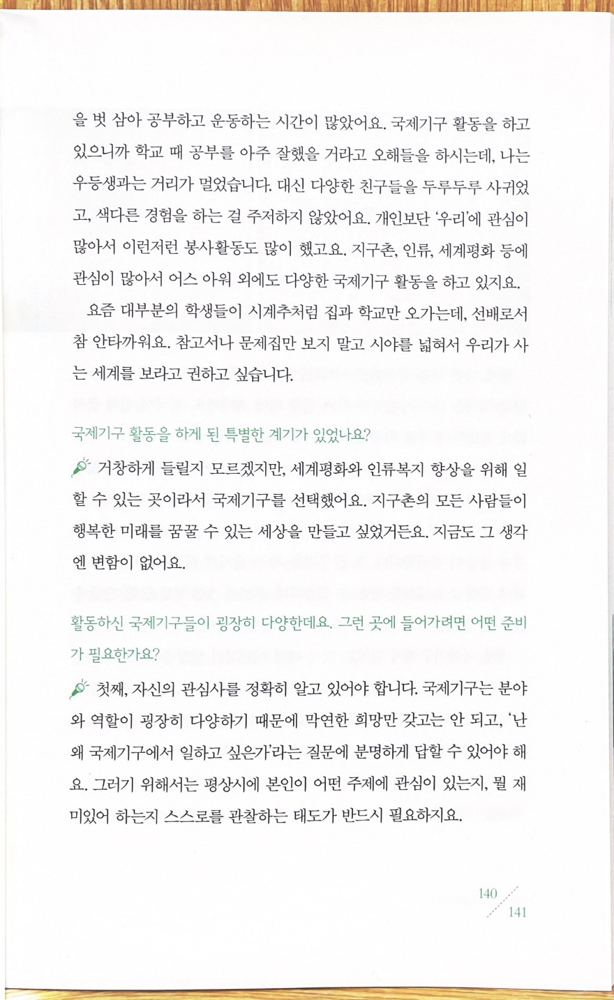 을 벗 삼아 공부하고 운동하는 시간이 많았어요. 국제기구 활동을 하고
있으니까 학교 때 공부를 아주 잘했을 거라고 오해들을 하시는데, 나는
우등생과는 거리가 멀었습니다. 대신 다양한 친구들을 두루두루 사귀었
고, 색다른 경험을 하는 걸 주저하지 않았어요. 개인보단 ‘우리’에 관심이
많아서 이런저런 봉사활동도 많이 했고요. 지구촌, 인류, 세계평화 등에
관심이 많아서 어스 아워 외에도 다양한 국제기구 활동을 하고 있지요.
요즘 대부분의 학생들이 시계추처럼 집과 학교만 오가는데, 선배로서
참 안타까워요. 참고서나 문제집만 보지 말고 시야를 넓혀서 우리가 사
는 세계를 보라고 권하고 싶습니다.
국제기구 활동을 하게 된 특별한 계기가 있었나요?
거창하게 들릴지 모르겠지만, 세계평화와 인류복지 향상을 위해 일
할 수 있는 곳이라서 국제기구를 선택했어요. 지구촌의 모든 사람들이
행복한 미래를 꿈꿀 수 있는 세상을 만들고 싶었거든요. 지금도 그 생각
엔 변함이 없어요.
활동하신 국제기구들이 굉장히 다양한데요. 그런 곳에 들어가려면 어떤 준비
가 필요한가요?
첫째, 자신의 관심사를 정확히 알고 있어야 합니다. 국제기구는 분야
와 역할이 굉장히 다양하기 때문에 막연한 희망만 갖고는 안 되고, ‘난
왜 국제기구에서 일하고 싶은가’라는 질문에 분명하게 답할 수 있어야 해
요. 그러기 위해서는 평상시에 본인이 어떤 주제에 관심이 있는지, 뭘 재
미있어 하는지 스스로를 관찰하는 태도가 반드시 필요하지요.
140
141